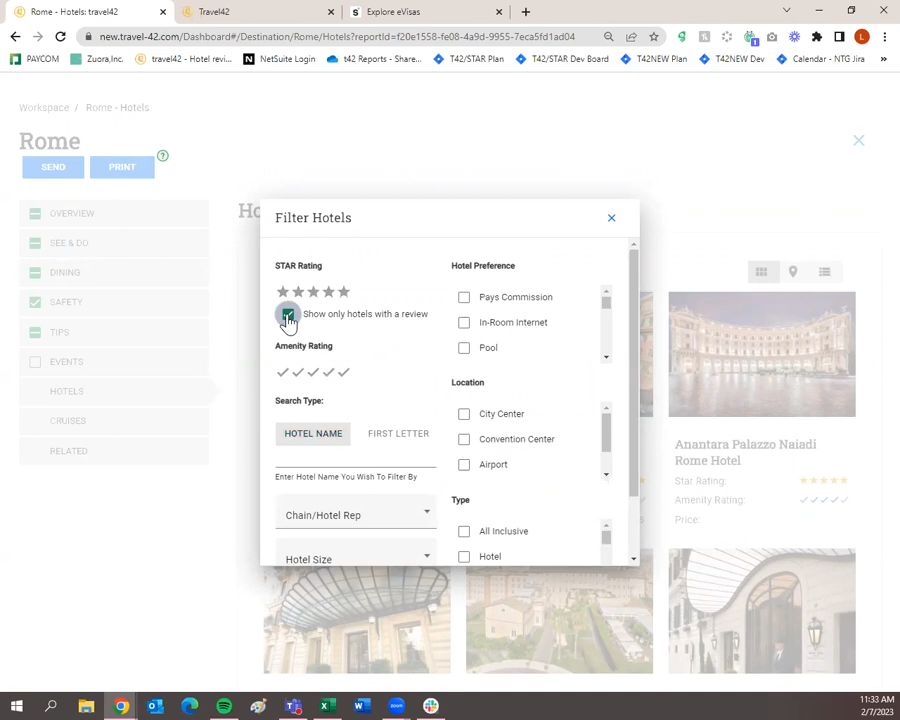 Rome - Hotels: travel42
Travel42
Explore eVisas
new.travel-42.com/Dashboard#/Destination/Rome/Hotels?reportId=f20e1558-fe08-4a9d-9955-7eca5fd1ad04
L
PAYCOM
Zuora,Inc.
travel42 - Hotel revi...
NetSuite Login
t42 Reports - Share...
T42/STAR Plan
T42/STAR Dev Board
T42NEW Plan
T42NEW Dev
Calendar - NTG Jira
Workspace / Rome - Hotels
Rome
SEND
PRINT
OVERVIEW
SEE & DO
DINING
SAFETY
TIPS
EVENTS
HOTELS
CRUISES
RELATED
Ho
Filter Hotels
STAR Rating
Show only hotels with a review
Amenity Rating
Search Type:
HOTEL NAME
FIRST LETTER
Enter Hotel Name You Wish To Filter By
Chain/Hotel Rep
Hotel Size
Hotel Preference
Pays Commission
In-Room Internet
Pool
Location
City Center
Convention Center
Airport
Type
All Inclusive
Hotel
Anantara Palazzo Naiadi
Rome Hotel
Star Rating:
Amenity Rating:
Price:
11:33 AM
2/7/2023